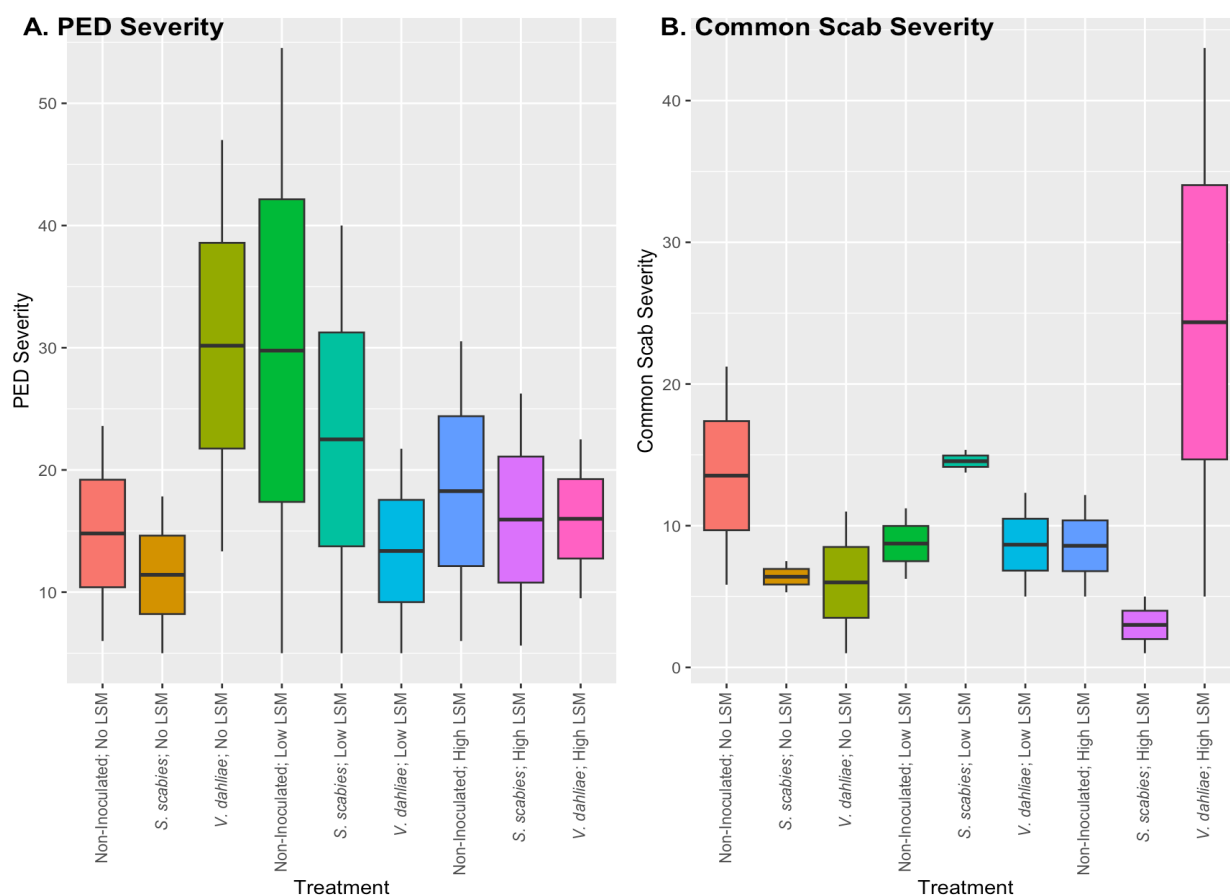 A. PED Severity
PED Severity
50
40
30
20
10
Non-Inoculated; No LSM
S. scabies; No LSM
V. dahliae; No LSM
Non-Inoculated; Low LSM
S. scabies; Low LSM
V. dahliae; Low LSM
Non-Inoculated; High LSM
S. scabies; High LSM
V. dahliae; High LSM
Treatment
B. Common Scab Severity
Common Scab Severity
40
30
20
10
0
Non-Inoculated; No LSM
S. scabies; No LSM
V. dahliae; No LSM
Non-Inoculated; Low LSM
S. scabies; Low LSM
V. dahliae; Low LSM
Non-Inoculated; High LSM
S. scabies; High LSM
V. dahliae; High LSM
Treatment